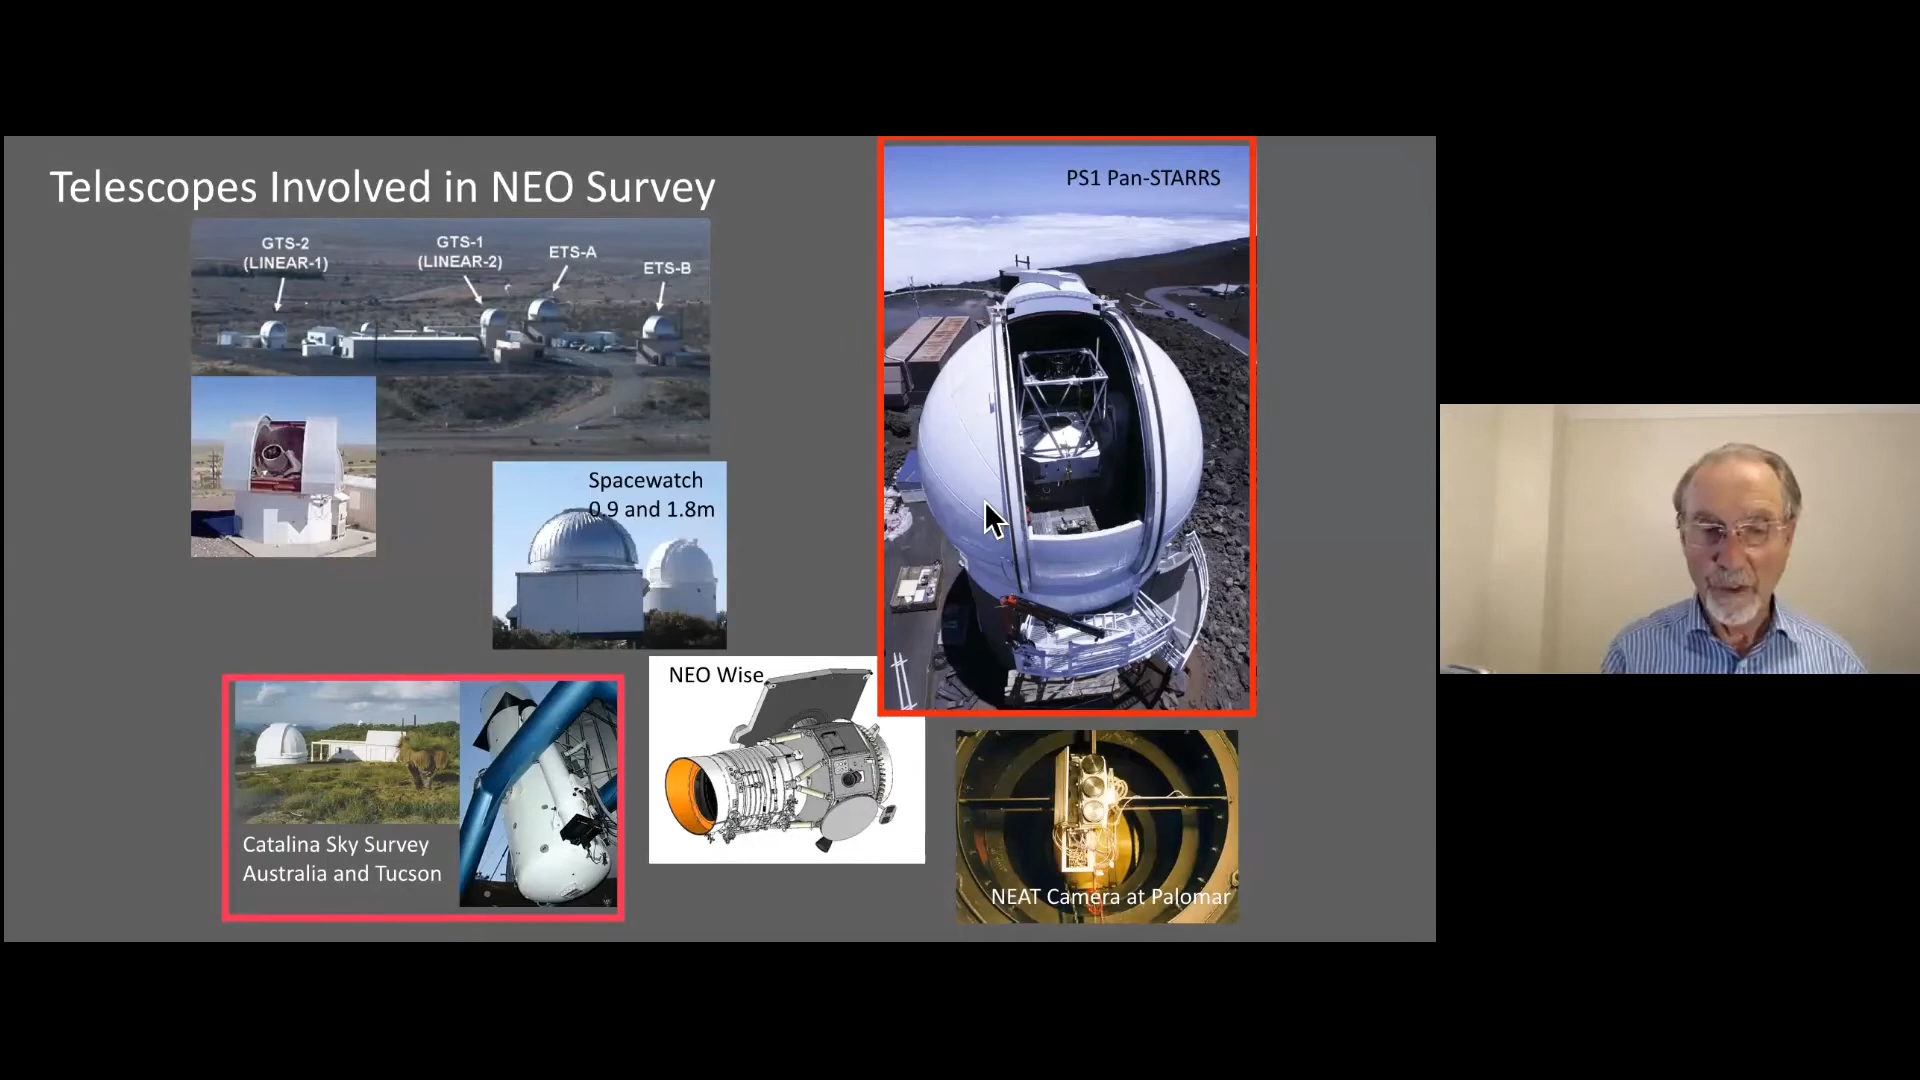 Telescopes Involved in NEO Survey
GTS-2
(LINEAR-1)
GTS-1
(LINEAR-2)
ETS-A
ETS-B
PS1 Pan-STARRS
Spacewatch
0.9 and 1.8m
NEO Wise
Catalina Sky Survey
Australia and Tucson
NEAT Camera at Palomar